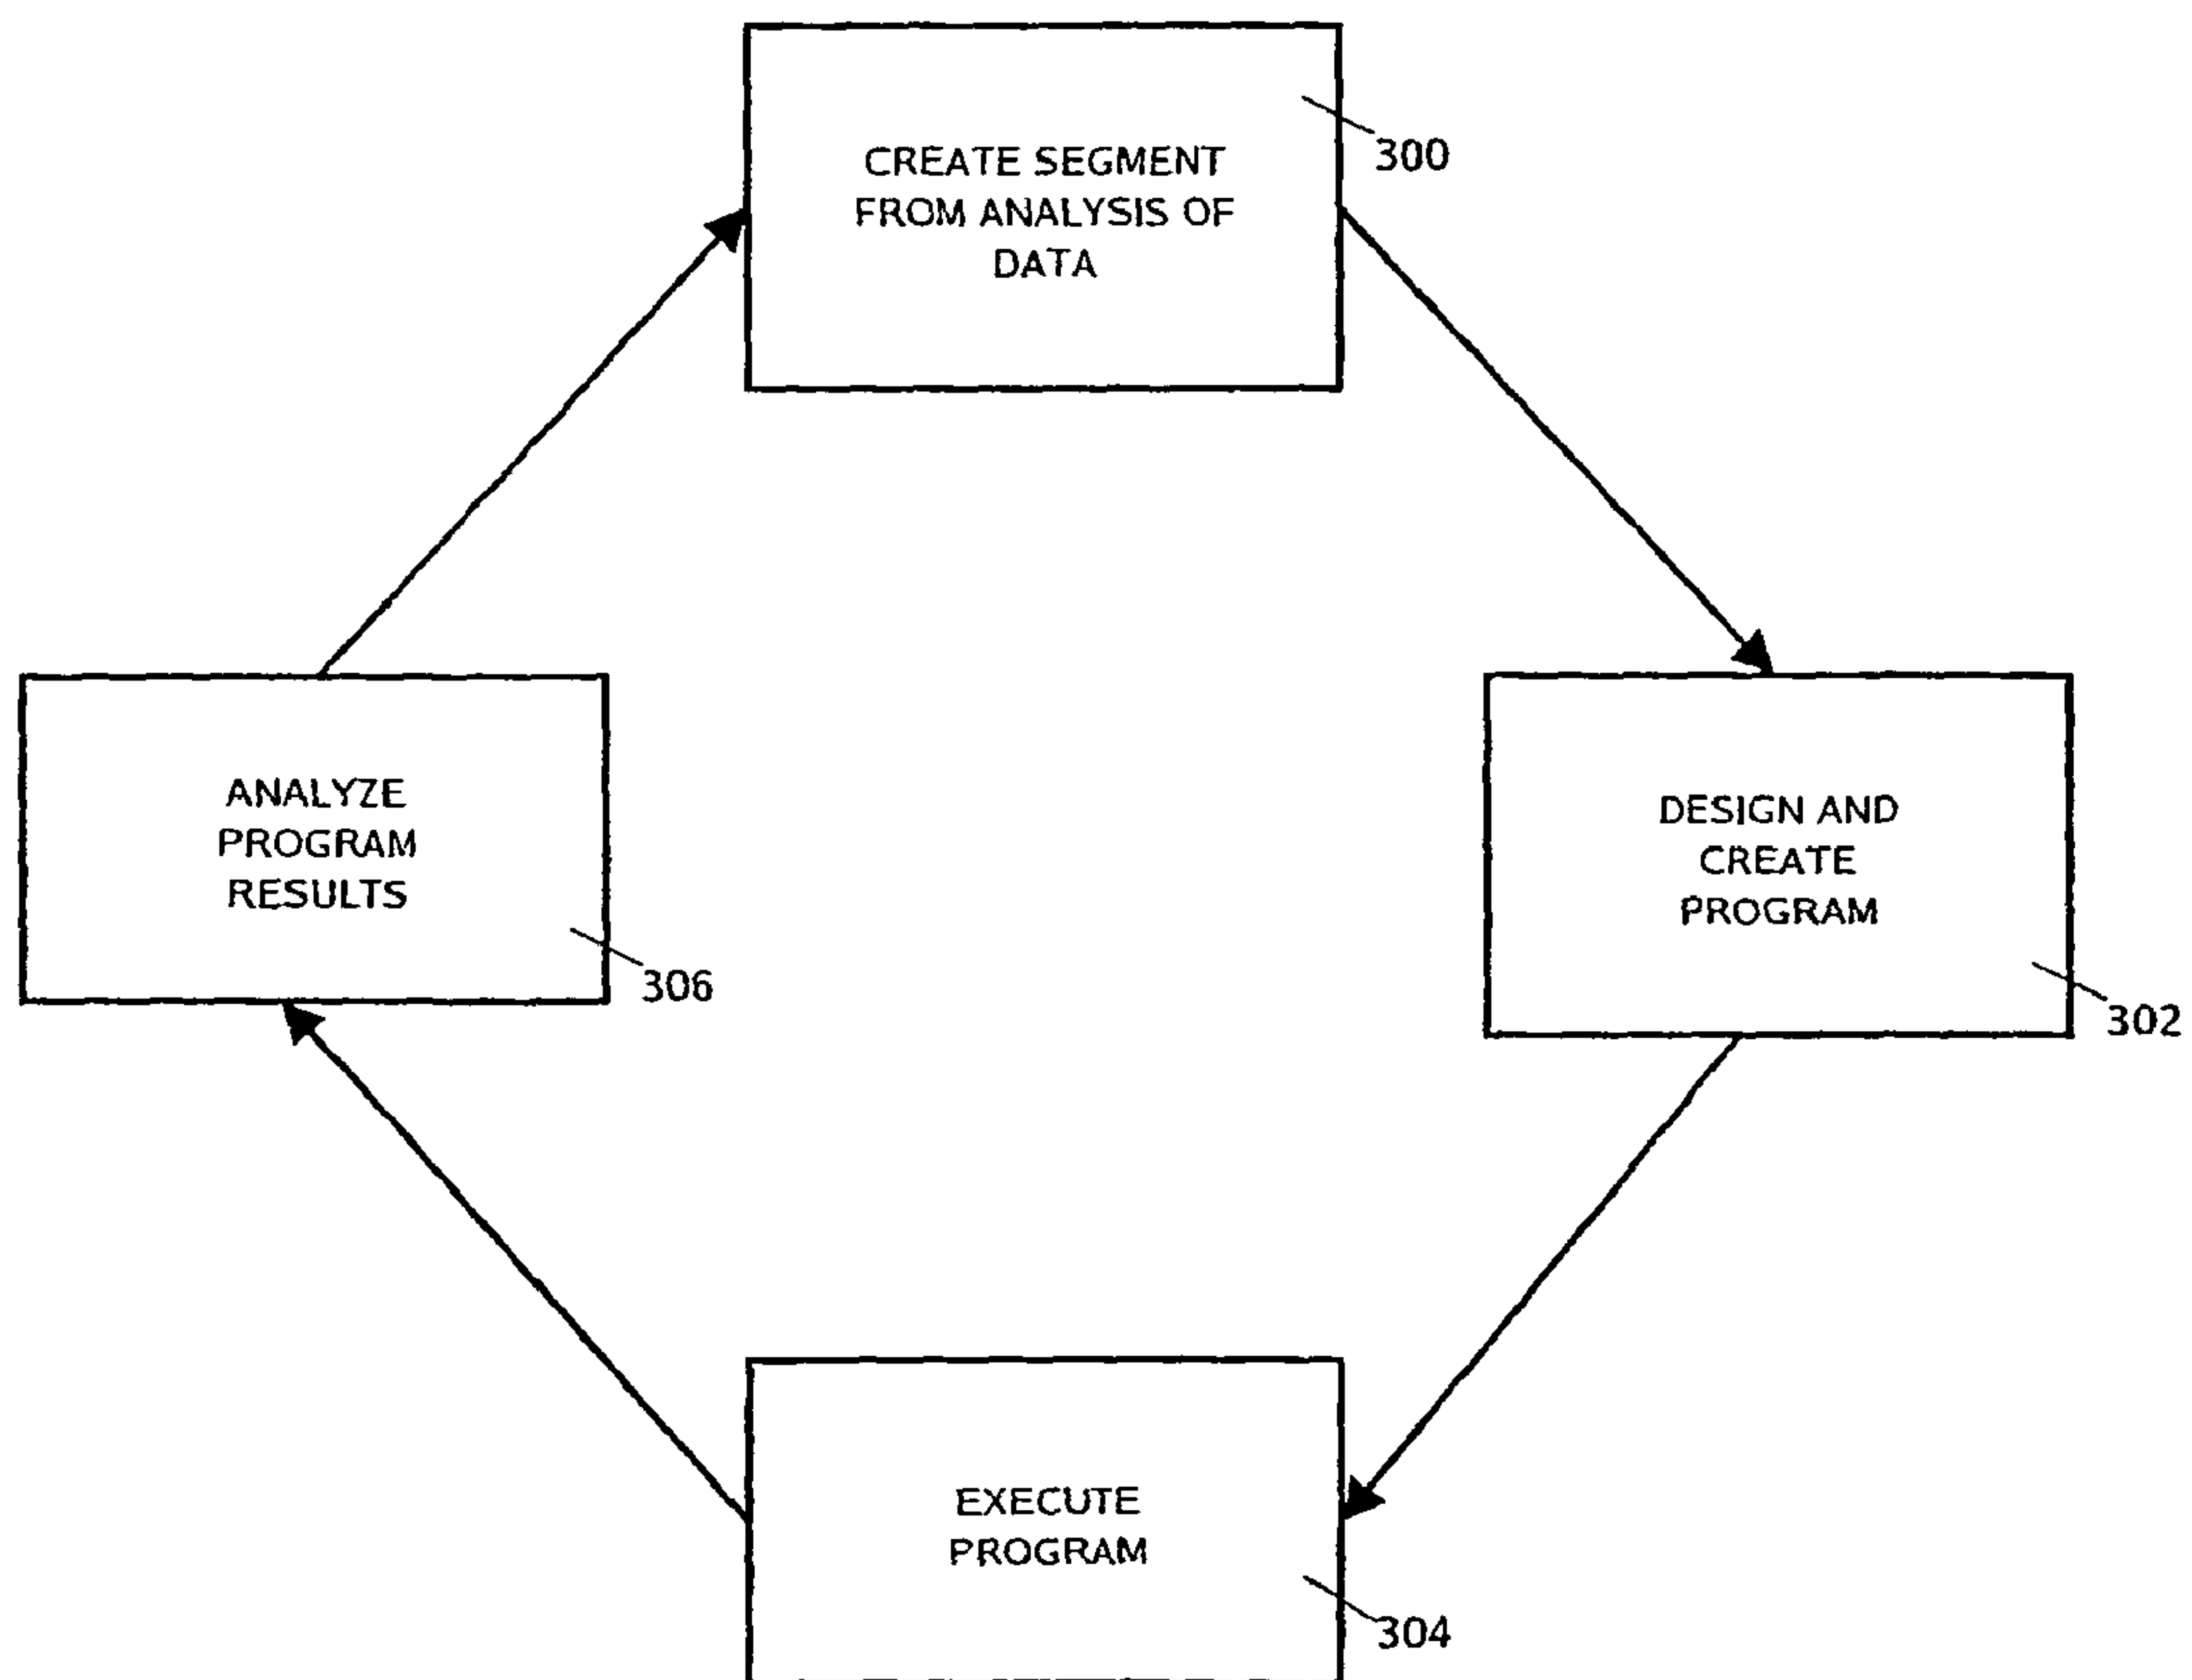 CREATE SEGMENT
FROM ANALYSIS OF
DATA
300
ANALYZE
PROGRAM
RESULTS
306
DESIGN AND
CREATE
PROGRAM
302
EXECUTE
PROGRAM
304